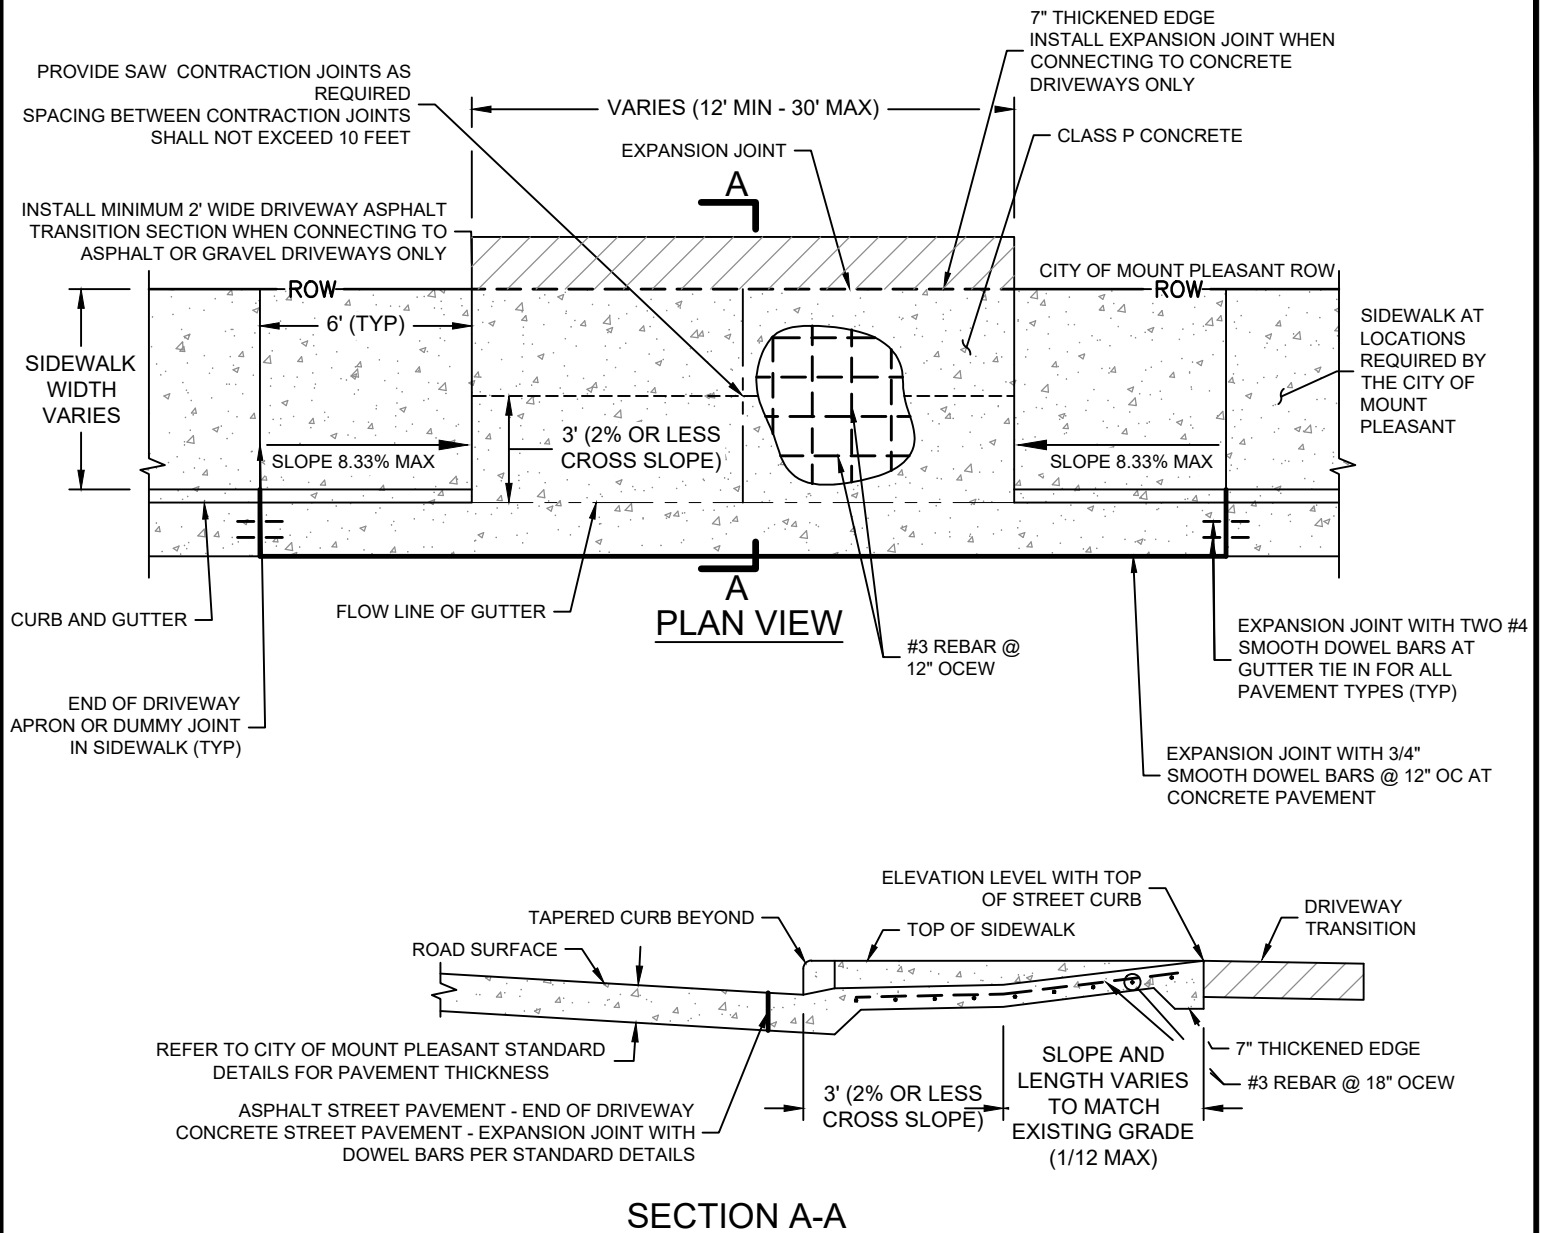 7" THICKENED EDGE
INSTALL EXPANSION JOINT WHEN
CONNECTING TO CONCRETE
DRIVEWAYS ONLY
PROVIDE SAW CONTRACTION JOINTS AS
REQUIRED
SPACING BETWEEN CONTRACTION JOINTS
SHALL NOT EXCEED 10 FEET
VARIES (12' MIN - 30' MAX)
CLASS P CONCRETE
EXPANSION JOINT
A
INSTALL MINIMUM 2' WIDE DRIVEWAY ASPHALT
TRANSITION SECTION WHEN CONNECTING TO
ASPHALT OR GRAVEL DRIVEWAYS ONLY
CITY OF MOUNT PLEASANT ROW
ROW
ROW
6' (TYP)
SIDEWALK
WIDTH
VARIES
SIDEWALK AT
LOCATIONS
REQUIRED BY
THE CITY OF
MOUNT
PLEASANT
3' (2% OR LESS
CROSS SLOPE)
SLOPE 8.33% MAX
SLOPE 8.33% MAX
A
PLAN VIEW
CURB AND GUTTER
FLOW LINE OF GUTTER
#3 REBAR @
12" OCEW
EXPANSION JOINT WITH TWO #4
SMOOTH DOWEL BARS AT
GUTTER TIE IN FOR ALL
PAVEMENT TYPES (TYP)
END OF DRIVEWAY
APRON OR DUMMY JOINT
IN SIDEWALK (TYP)
EXPANSION JOINT WITH 3/4"
SMOOTH DOWEL BARS @ 12" OC AT
CONCRETE PAVEMENT
ELEVATION LEVEL WITH TOP
OF STREET CURB
TAPERED CURB BEYOND
TOP OF SIDEWALK
DRIVEWAY
TRANSITION
ROAD SURFACE
REFER TO CITY OF MOUNT PLEASANT STANDARD
DETAILS FOR PAVEMENT THICKNESS
ASPHALT STREET PAVEMENT - END OF DRIVEWAY
CONCRETE STREET PAVEMENT - EXPANSION JOINT WITH
DOWEL BARS PER STANDARD DETAILS
3' (2% OR LESS
CROSS SLOPE)
SLOPE AND
LENGTH VARIES
TO MATCH
EXISTING GRADE
(1/12 MAX)
7" THICKENED EDGE
#3 REBAR @ 18" OCEW
SECTION A-A